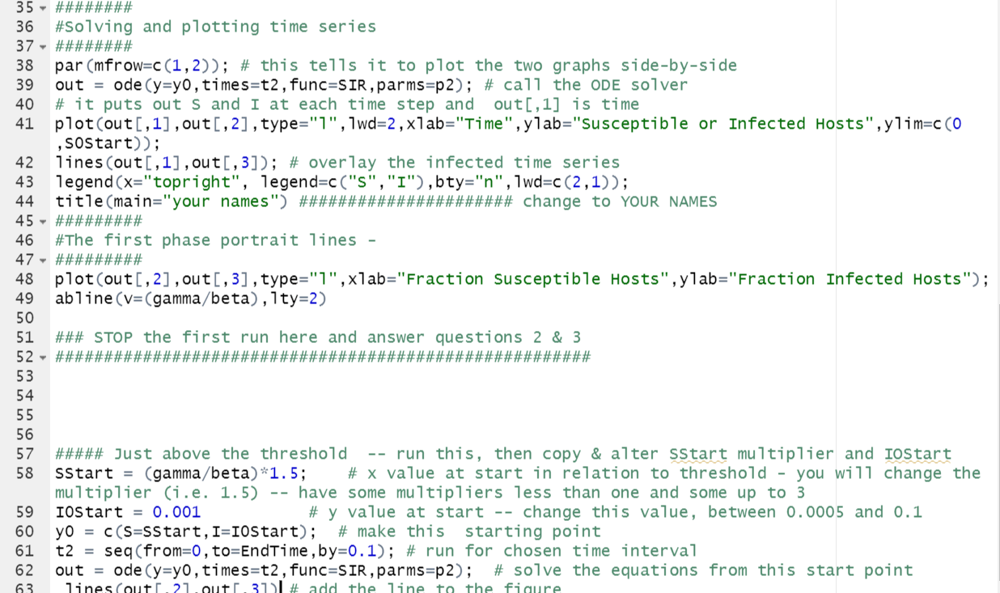 35 ########
36 #Solving and plotting time series
37 ########
38 par(mfrow=c(1,2)); # this tells it to plot the two graphs side-by-side
39 out = ode(y=y0,times=t2,func=SIR,parms=p2); # call the ODE solver
40 # it puts out S and I at each time step and  out[,1] is time
41 plot(out[,1],out[,2],type="l",lwd=2,xlab="Time",ylab="Susceptible or Infected Hosts",ylim=c(0
,S0Start));
42 lines(out[,1],out[,3]); # overlay the infected time series
43 legend(x="topright", legend=c("S","I"),bty="n",lwd=c(2,1));
44 title(main="your names") ###################### change to YOUR NAMES
45 #########
46 #The first phase portrait lines -
47 #########
48 plot(out[,2],out[,3],type="l",xlab="Fraction Susceptible Hosts",ylab="Fraction Infected Hosts");
49 abline(v=(gamma/beta),lty=2)
50
51 ### STOP the first run here and answer questions 2 & 3
52 #######################################################
53
54
55
56
57 ##### Just above the threshold  -- run this, then copy & alter SStart multiplier and I0Start
58 SStart = (gamma/beta)*1.5;    # x value at start in relation to threshold - you will change the
multiplier (i.e. 1.5) -- have some multipliers less than one and some up to 3
59 I0Start = 0.001           # y value at start -- change this value, between 0.0005 and 0.1
60 y0 = c(S=SStart,I=I0Start);  # make this  starting point
61 t2 = seq(from=0,to=EndTime,by=0.1); # run for chosen time interval
62 out = ode(y=y0,times=t2,func=SIR,parms=p2);  # solve the equations from this start point
63  lines(out[,2],out[,3]) # add the line to the figure